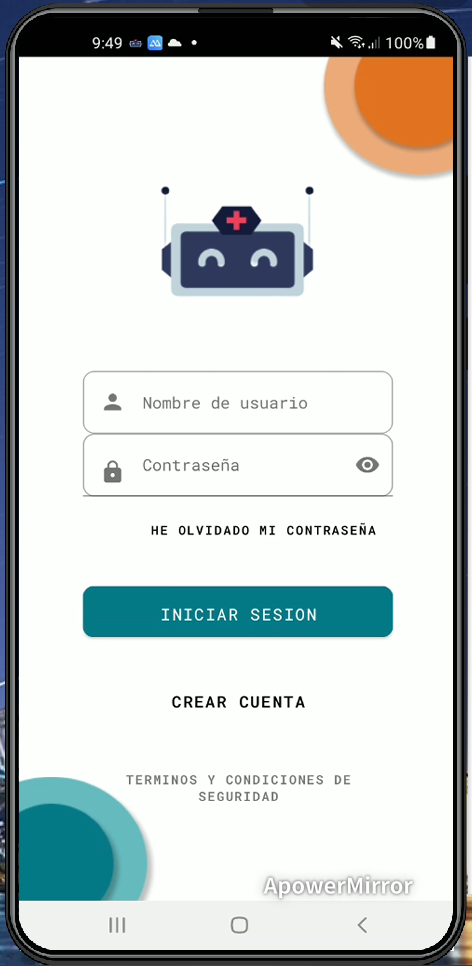 9:49
100%
Nombre de usuario
Contraseña
HE OLVIDADO MI CONTRASEÑA
INICIAR SESION
CREAR CUENTA
TERMINOS Y CONDICIONES DE
SEGURIDAD
ApowerMirror